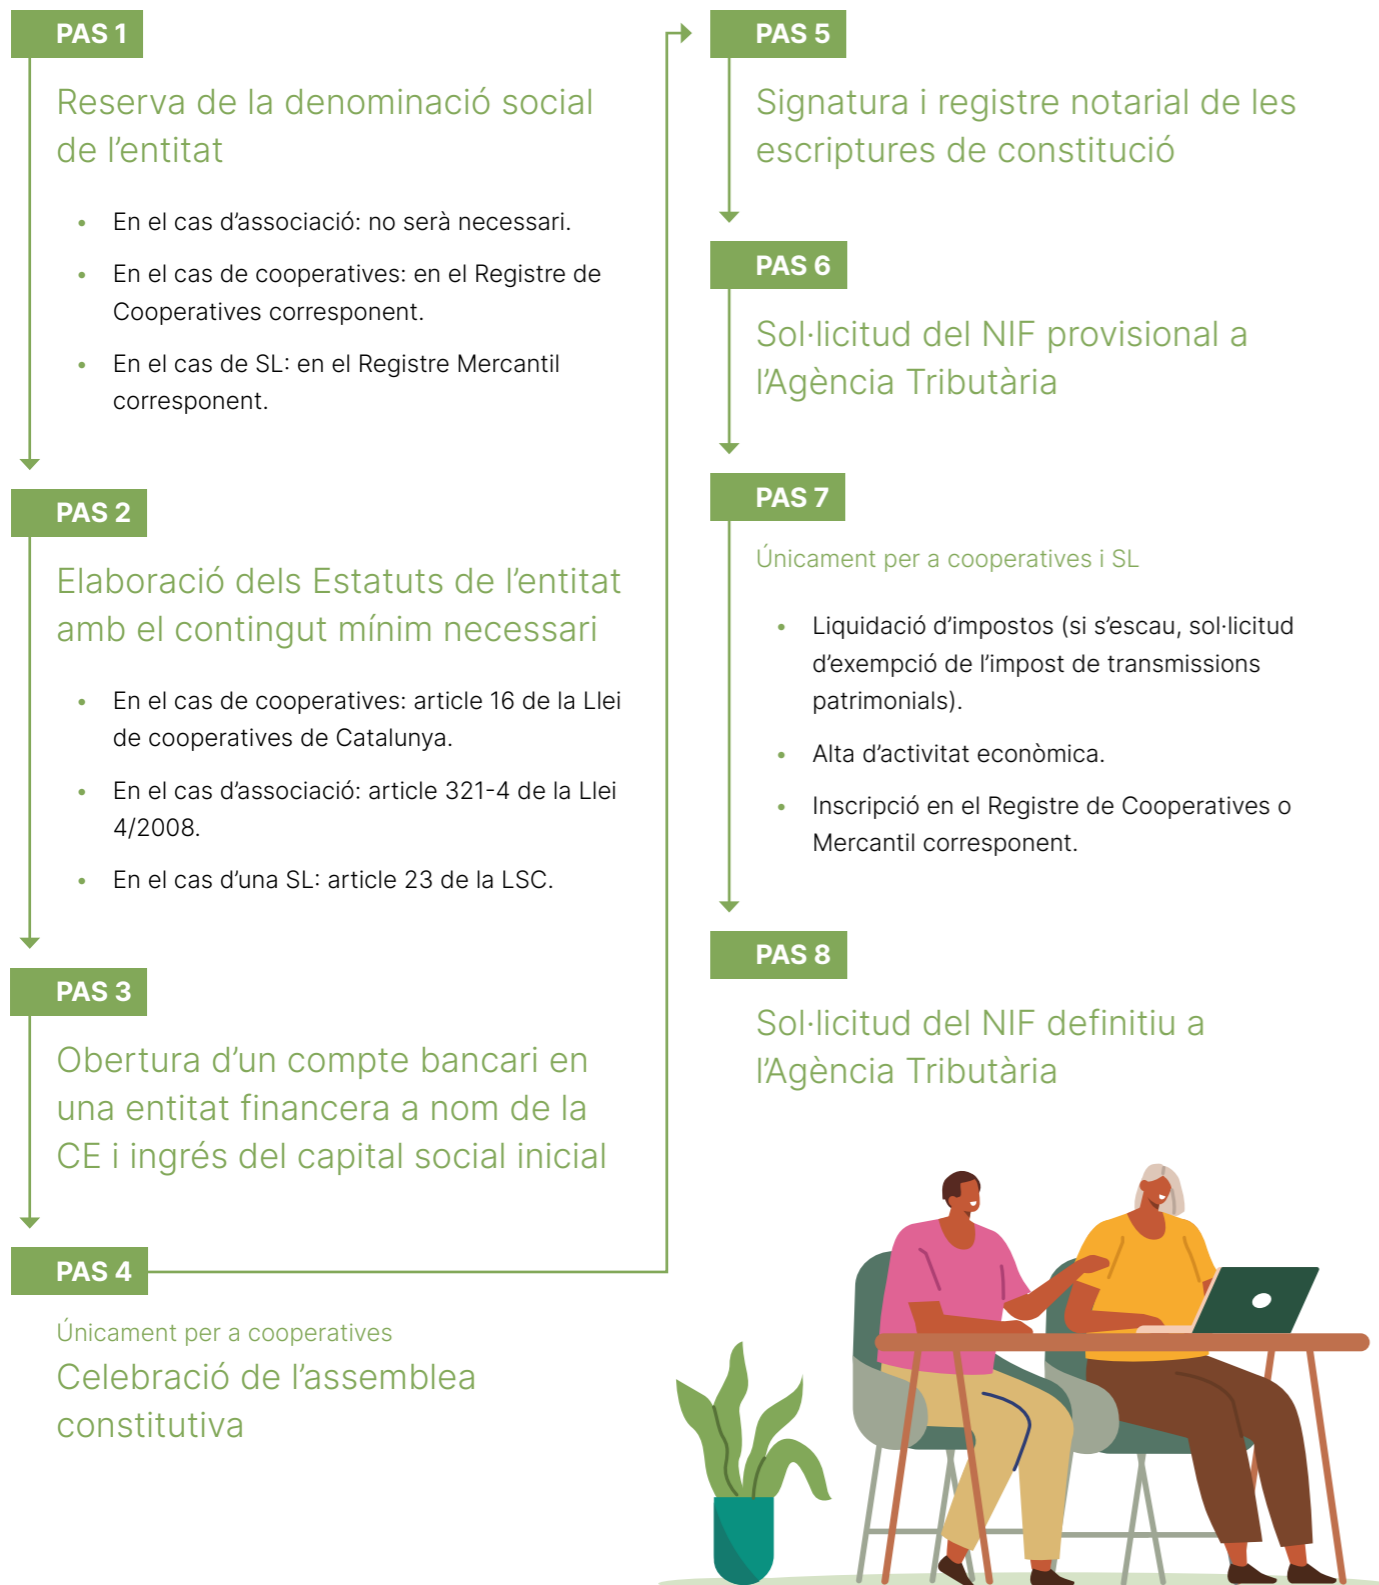 PAS 1
Reserva de la denominació social
de l’entitat
• En el cas d’associació: no serà necessari.
• En el cas de cooperatives: en el Registre de
Cooperatives corresponent.
• En el cas de SL: en el Registre Mercantil
corresponent.
PAS 2
Elaboració dels Estatuts de l’entitat
amb el contingut mínim necessari
• En el cas de cooperatives: article 16 de la Llei
de cooperatives de Catalunya.
• En el cas d’associació: article 321-4 de la Llei
4/2008.
• En el cas d’una SL: article 23 de la LSC.
PAS 3
Obertura d’un compte bancari en
una entitat financera a nom de la
CE i ingrés del capital social inicial
PAS 4
Únicament per a cooperatives
Celebració de l’assemblea
constitutiva
PAS 5
Signatura i registre notarial de les
escriptures de constitució
PAS 6
Sol·licitud del NIF provisional a
l’Agència Tributària
PAS 7
Únicament per a cooperatives i SL
• Liquidació d’impostos (si s’escau, sol·licitud
d’exempció de l’impost de transmissions
patrimonials).
• Alta d’activitat econòmica.
• Inscripció en el Registre de Cooperatives o
Mercantil corresponent.
PAS 8
Sol·licitud del NIF definitiu a
l’Agència Tributària